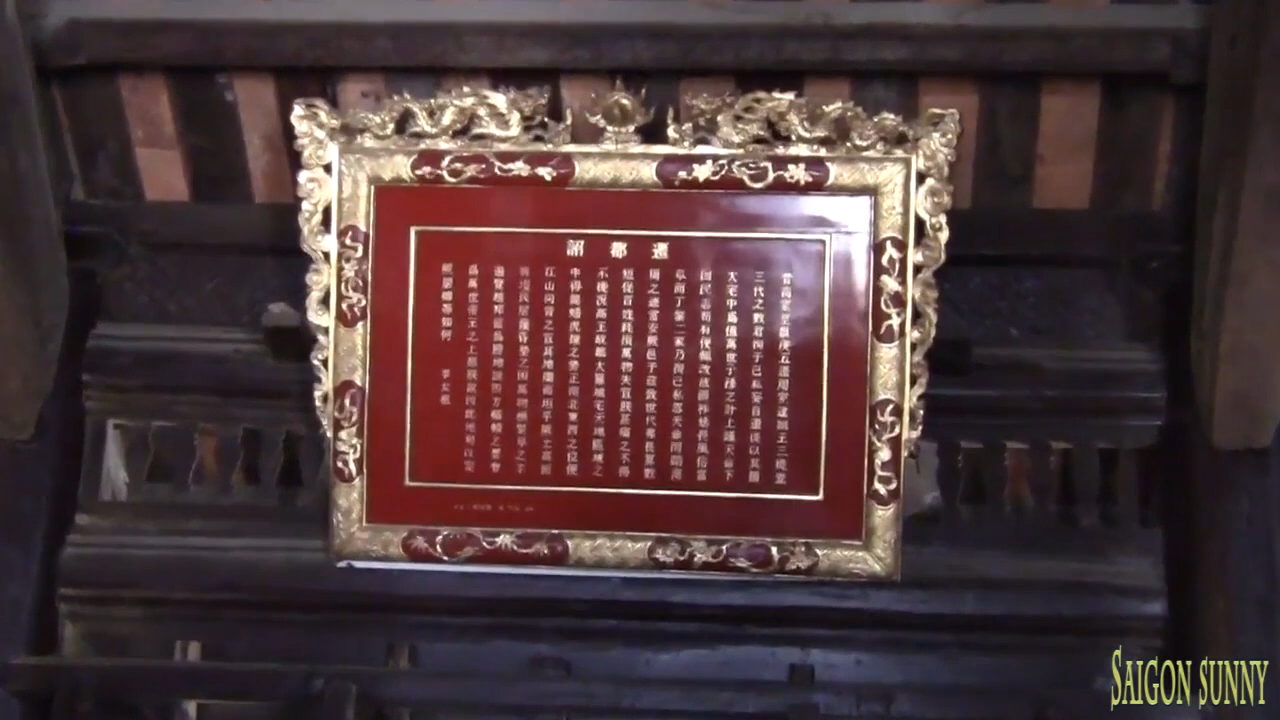 遷都詔
昔商家至盤庚五遷周室逮成王三徙豈
三代之數君徇于己私妄自遷徙以其圖
大宅中爲億萬世子孫之計上謹天命下
因民志苟有便輒改故國祚延長風俗富
阜而丁黎二家乃徇己私忽天命罔蹈商
周之迹常安厥邑于茲致世代弗長算數
短促百姓耗損萬物失宜朕甚痛之不得
不徙況高王故都大羅城宅天地區域之
中得龍蟠虎踞之勢正南北東西之位便
江山向背之宜其地廣而坦平厥土高而
爽塏民居蔑昏墊之困萬物極繁阜之丰
遍覽越邦斯爲勝地誠四方輻輳之要會
爲萬世帝王之上都朕欲因此地利以定
厥居卿等如何 李太祖
SAIGON SUNNY